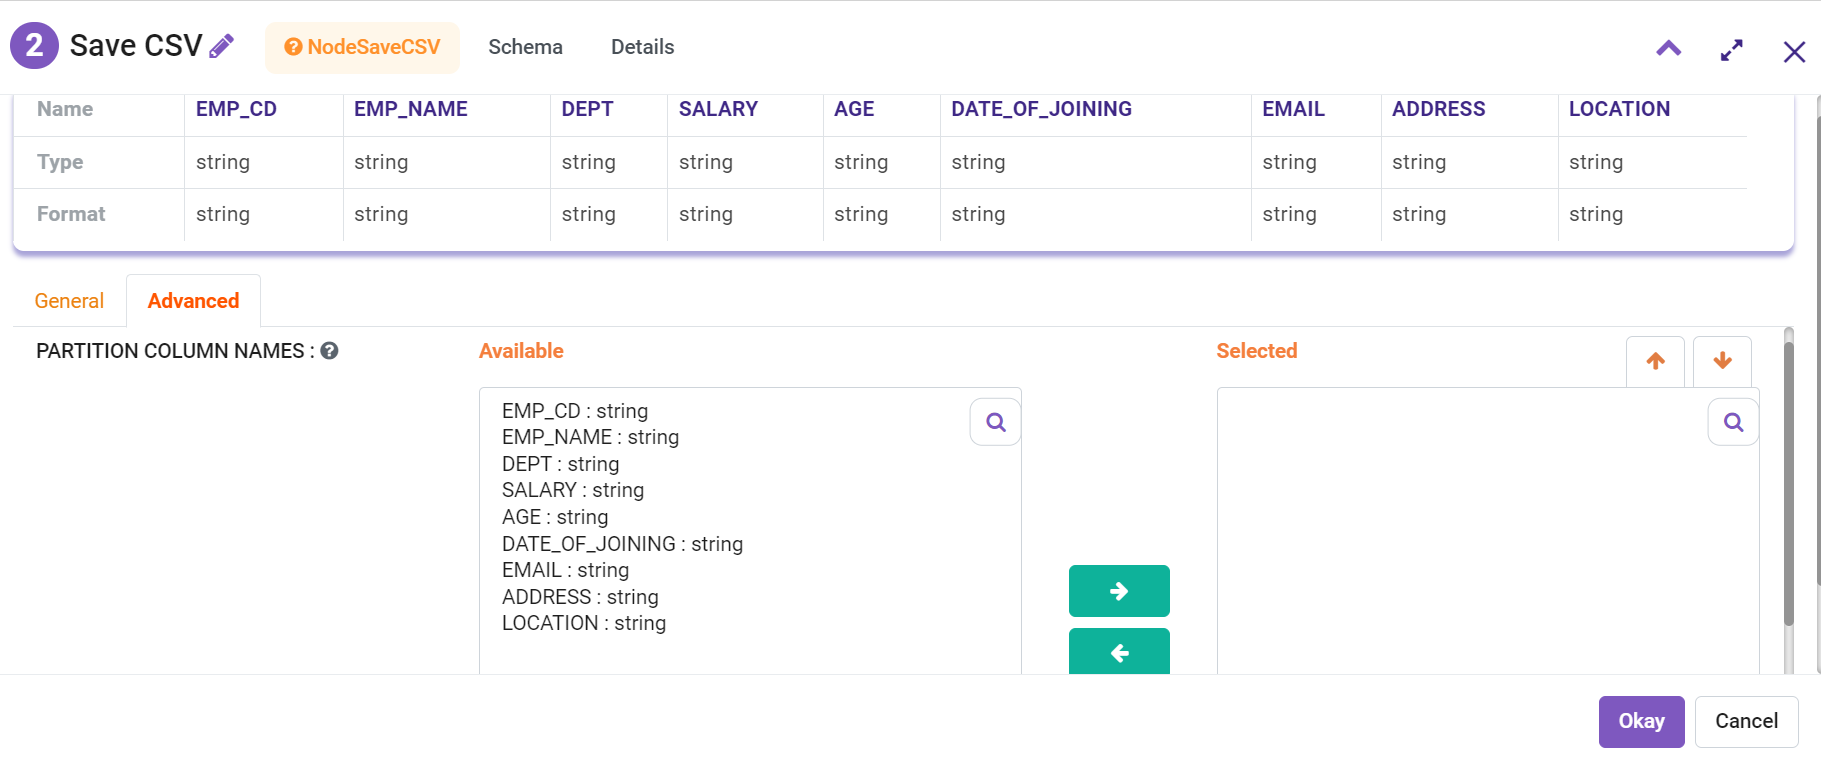 2 Save CSV NodeSaveCSV Schema Details
Name EMP_CD EMP_NAME DEPT SALARY AGE DATE_OF_JOINING EMAIL ADDRESS LOCATION
Type string string string string string string string string string
Format string string string string string string string string string
General Advanced
PARTITION COLUMN NAMES : Available Selected
EMP_CD : string
EMP_NAME : string
DEPT : string
SALARY : string
AGE : string
DATE_OF_JOINING : string
EMAIL : string
ADDRESS : string
LOCATION : string
Okay Cancel